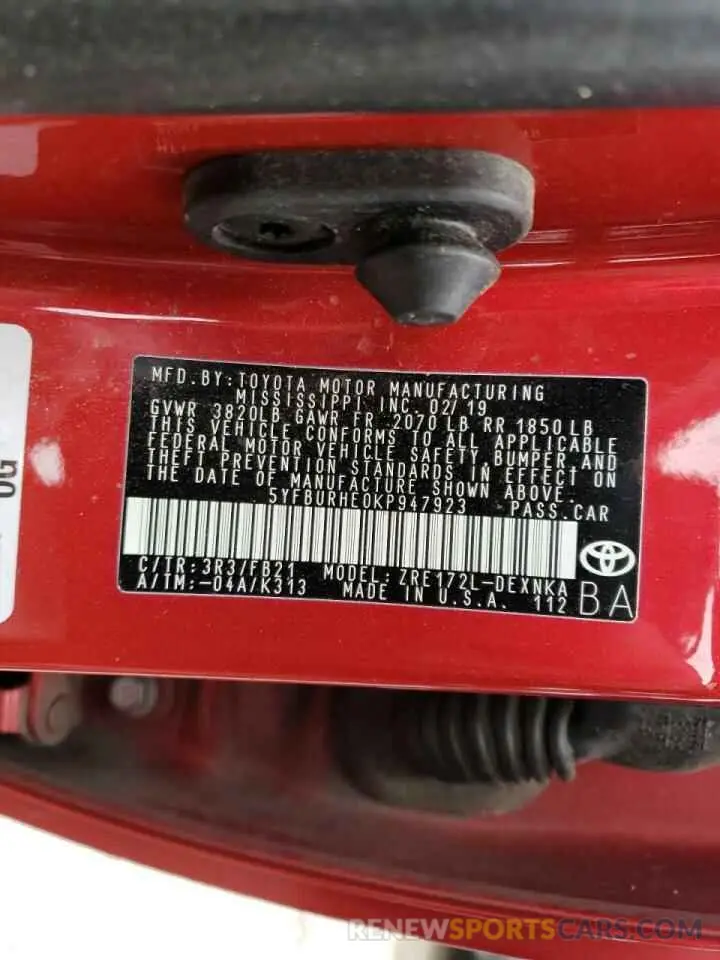 MFD. BY: TOYOTA MOTOR MANUFACTURING
MISSISSIPPI INC. 02/19
GVWR 3820LB GAWR FR 2070 LB RR 1850 LB
THIS VEHICLE CONFORMS TO ALL APPLICABLE
FEDERAL MOTOR VEHICLE SAFETY, BUMPER, AND
THEFT PREVENTION STANDARDS IN EFFECT ON
THE DATE OF MANUFACTURE SHOWN ABOVE.
5YFBURHE0KP947923 PASS. CAR
C/TR: 3R3/FB21 MODEL: ZRE172L-DEXNKA
A/TM: -04A/K313 MADE IN U.S.A. 112 BA
RENEWSPORTSCARS.COM